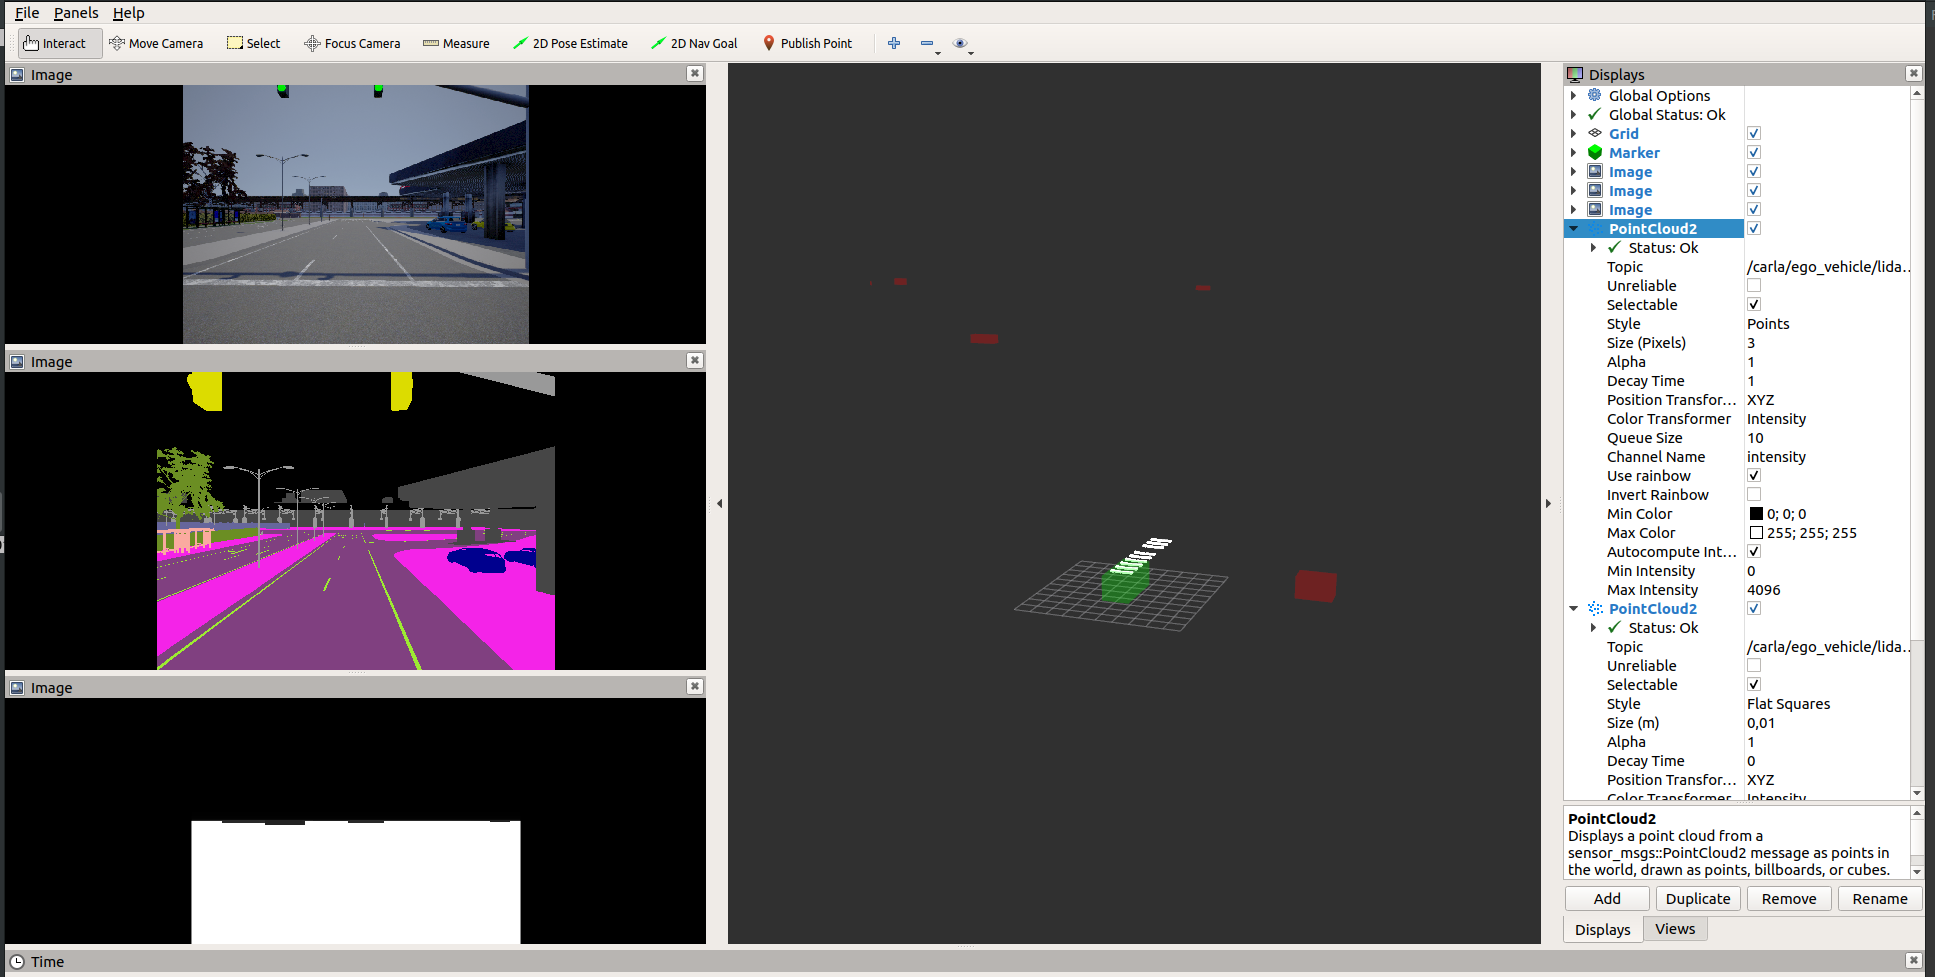 File Panels Help
Interact Move Camera Select Focus Camera Measure 2D Pose Estimate 2D Nav Goal Publish Point
Image
Image
Image
Time
Displays
Global Options
Global Status: Ok
Grid
Marker
Image
Image
Image
PointCloud2
Status: Ok
Topic /carla/ego_vehicle/lida...
Unreliable
Selectable
Style Points
Size (Pixels) 3
Alpha 1
Decay Time 1
Position Transfor... XYZ
Color Transformer Intensity
Queue Size 10
Channel Name intensity
Use rainbow
Invert Rainbow
Min Color 0; 0; 0
Max Color 255; 255; 255
Autocompute Int...
Min Intensity 0
Max Intensity 4096
PointCloud2
Status: Ok
Topic /carla/ego_vehicle/lida...
Unreliable
Selectable
Style Flat Squares
Size (m) 0,01
Alpha 1
Decay Time 0
Position Transfor... XYZ
Color Transformer Intensity
PointCloud2
Displays a point cloud from a
sensor_msgs::PointCloud2 message as points in
the world, drawn as points, billboards, or cubes.
Add Duplicate Remove Rename
Displays Views